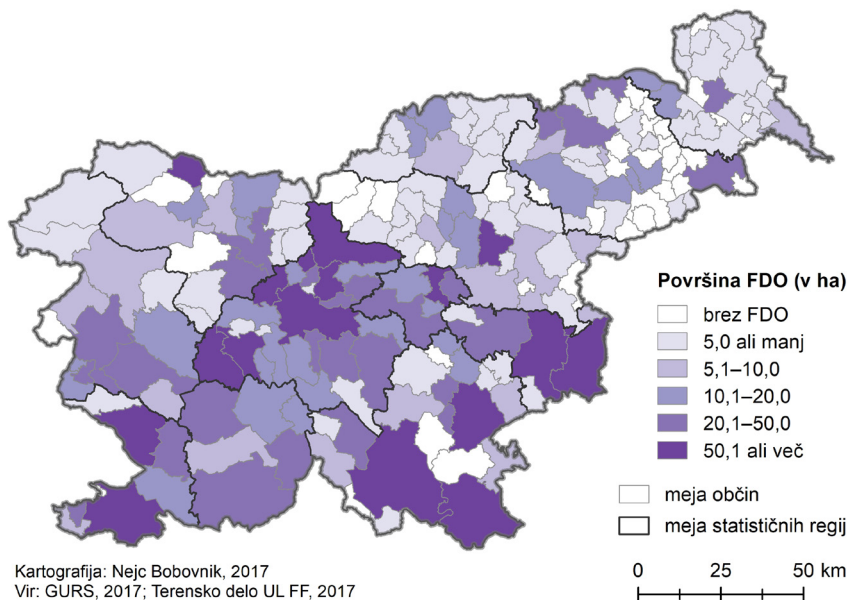 Površina FDO (v ha)
brez FDO
5,0 ali manj
5,1–10,0
10,1–20,0
20,1–50,0
50,1 ali več
meja občin
meja statističnih regij
0 25 50 km
Kartografija: Nejc Bobovnik, 2017
Vir: GURS, 2017; Terensko delo UL FF, 2017